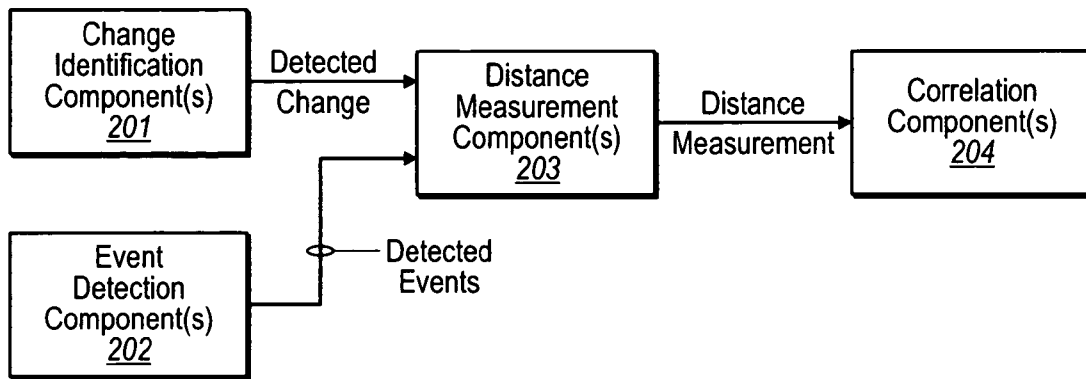 Change
Identification
Component(s)
201
Detected
Change
Distance
Measurement
Component(s)
203
Distance
Measurement
Correlation
Component(s)
204
Event
Detection
Component(s)
202
Detected
Events